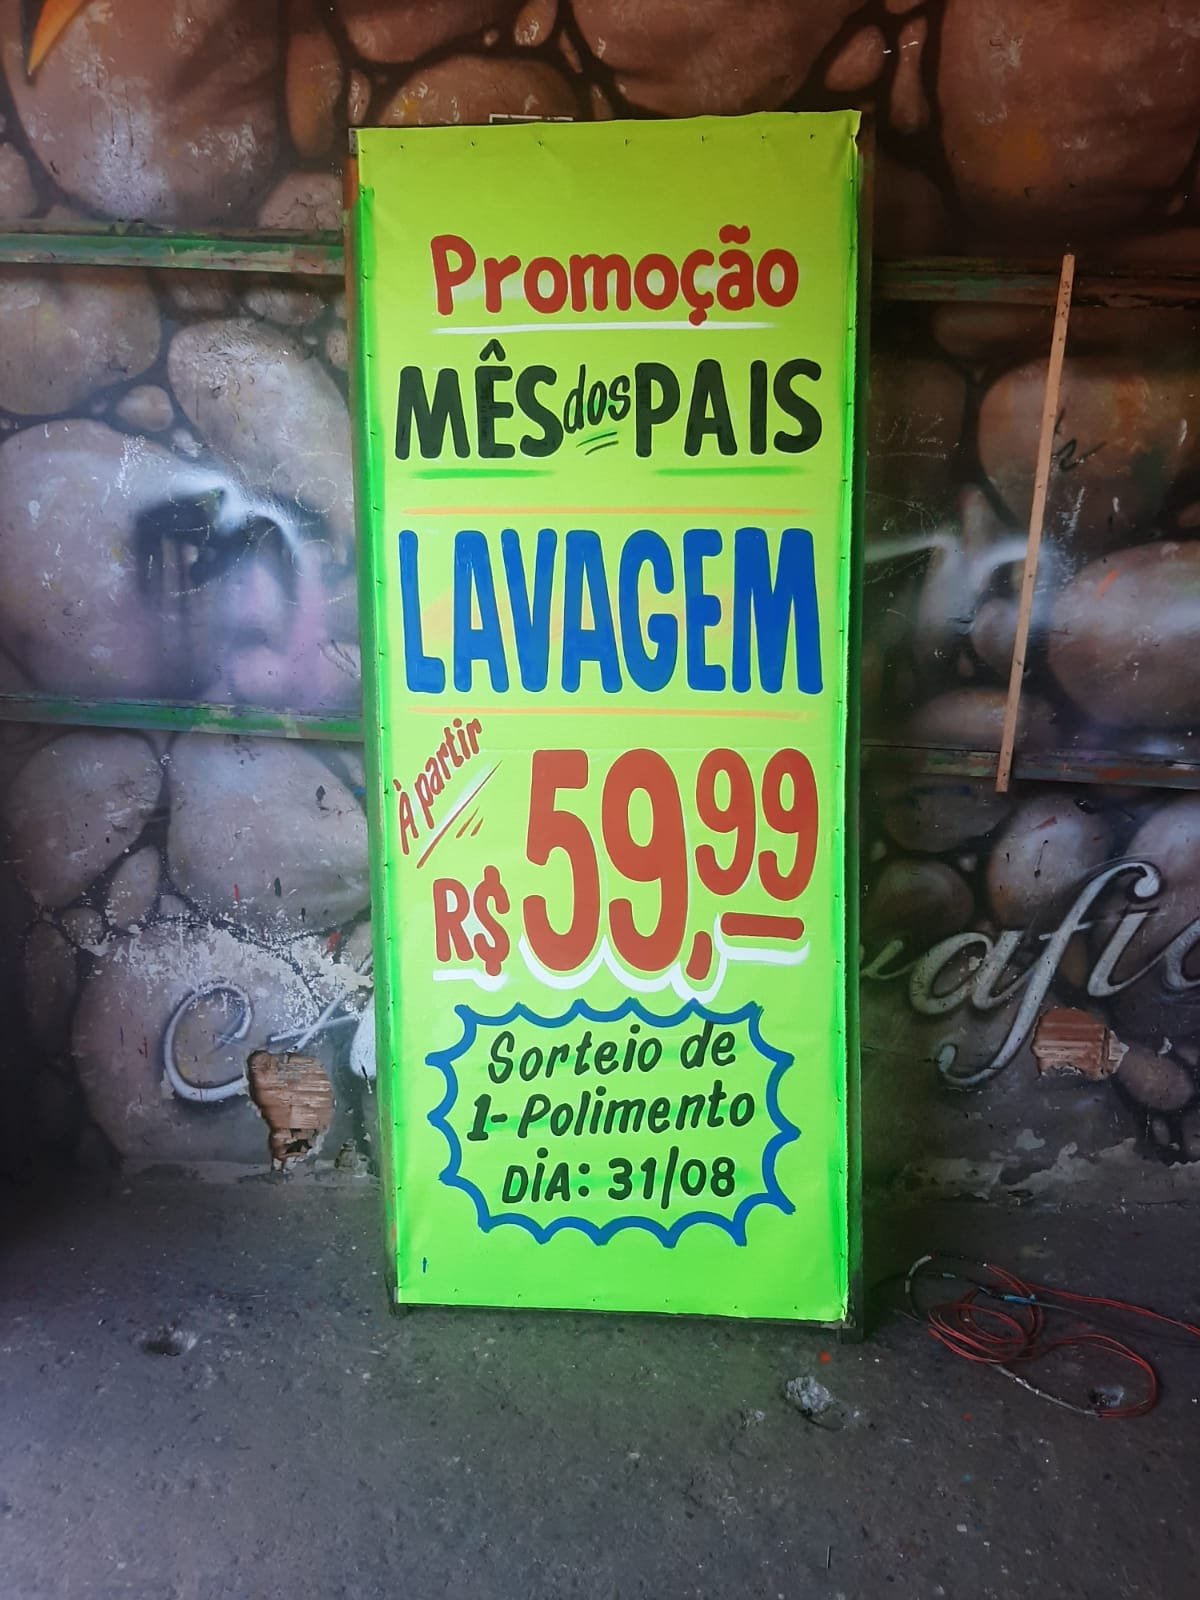 Promoção
MÊS dos PAIS
LAVAGEM
À partir
R$ 59,99
Sorteio de
1-Polimento
DiA: 31/08